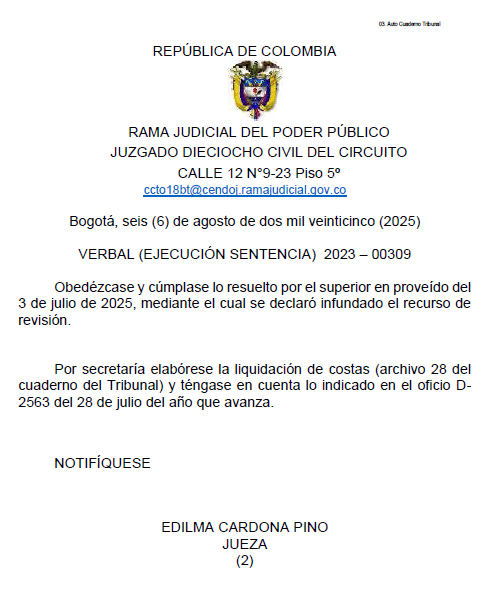 03. Auto Cuaderno Tribunal
REPÚBLICA DE COLOMBIA
RAMA JUDICIAL DEL PODER PÚBLICO
JUZGADO DIECIOCHO CIVIL DEL CIRCUITO
CALLE 12 N°9-23 Piso 5º
ccto18bt@cendoj.ramajudicial.gov.co
Bogotá, seis (6) de agosto de dos mil veinticinco (2025)
VERBAL (EJECUCIÓN SENTENCIA) 2023 – 00309
Obedézcase y cúmplase lo resuelto por el superior en proveído del
3 de julio de 2025, mediante el cual se declaró infundado el recurso de
revisión.
Por secretaría elabórese la liquidación de costas (archivo 28 del
cuaderno del Tribunal) y téngase en cuenta lo indicado en el oficio D-
2563 del 28 de julio del año que avanza.
NOTIFÍQUESE
EDILMA CARDONA PINO
JUEZA
(2)